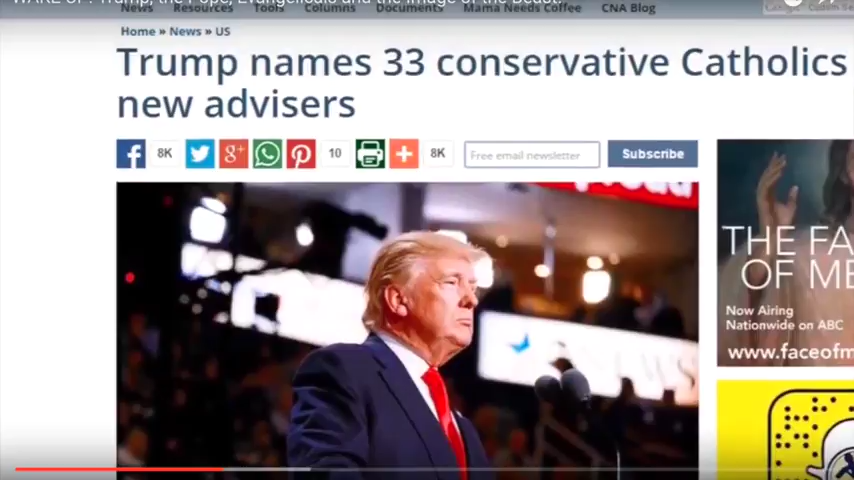 WAKE UP! Trump, the Pope, Evangelicals and the Image of the Beast!
News Resources Tools Columns Documents Mama Needs Coffee CNA Blog
Home » News » US
Trump names 33 conservative Catholics
new advisers
f 8K g+ 10 + 8K Free email newsletter Subscribe
proud
NEWS
THE FA
OF ME
Now Airing
Nationwide on ABC
www.faceofm